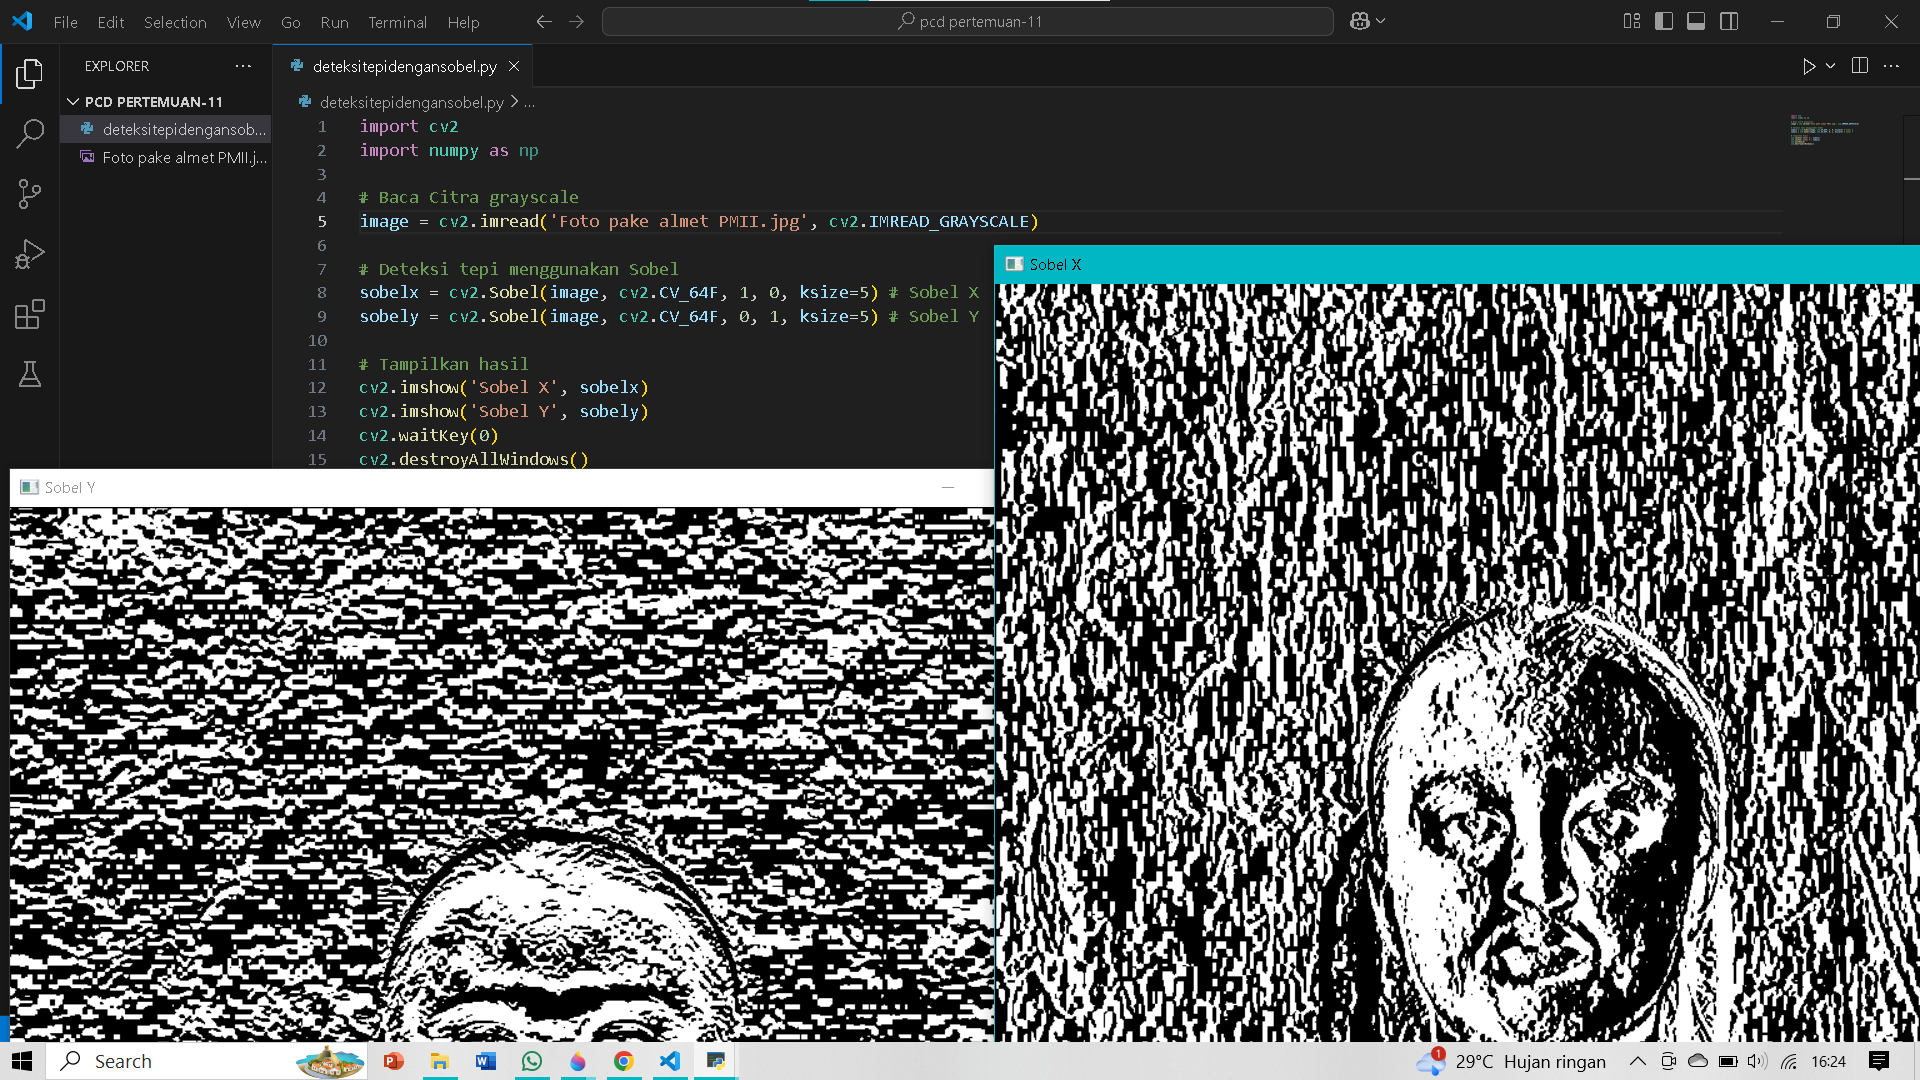 File Edit Selection View Go Run Terminal Help
pcd pertemuan-11
EXPLORER
PCD PERTEMUAN-11
deteksitepidengansob...
Foto pake almet PMII.j...
deteksitepidengansobel.py
deteksitepidengansobel.py > ...
1 import cv2
2 import numpy as np
3
4 # Baca Citra grayscale
5 image = cv2.imread('Foto pake almet PMII.jpg', cv2.IMREAD_GRAYSCALE)
6
7 # Deteksi tepi menggunakan Sobel
8 sobelx = cv2.Sobel(image, cv2.CV_64F, 1, 0, ksize=5) # Sobel X
9 sobely = cv2.Sobel(image, cv2.CV_64F, 0, 1, ksize=5) # Sobel Y
10
11 # Tampilkan hasil
12 cv2.imshow('Sobel X', sobelx)
13 cv2.imshow('Sobel Y', sobely)
14 cv2.waitKey(0)
15 cv2.destroyAllWindows()
Sobel X
Sobel Y
Search
1
29°C Hujan ringan
16:24